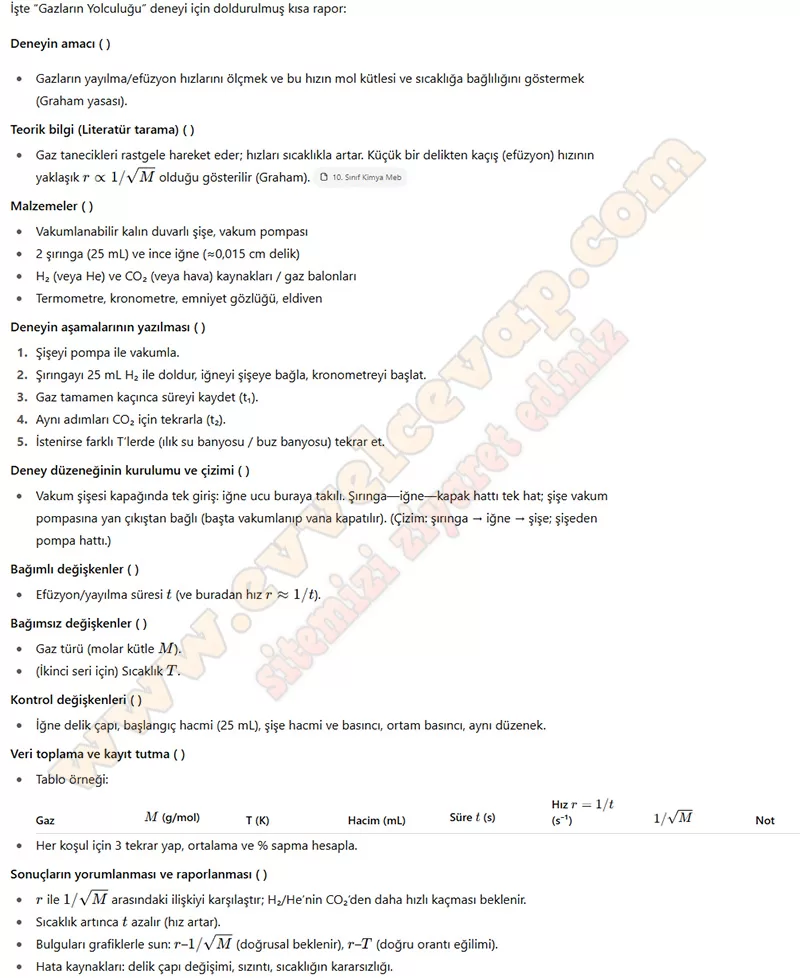 İşte “Gazların Yolculuğu” deneyi için doldurulmuş kısa rapor:
Deneyin amacı ( )
• Gazların yayılma/efüzyon hızlarını ölçmek ve bu hızın mol kütlesi ve sıcaklığa bağlılığını göstermek
(Graham yasası).
Teorik bilgi (Literatür tarama) ( )
• Gaz tanecikleri rastgele hareket eder; hızları sıcaklıkla artar. Küçük bir delikten kaçış (efüzyon) hızının
yaklaşık r ∝ 1/√M olduğu gösterilir (Graham). 10. Sınıf Kimya Meb
Malzemeler ( )
• Vakumlanabilir kalın duvarlı şişe, vakum pompası
• 2 şırınga (25 mL) ve ince iğne (≈0,015 cm delik)
• H₂ (veya He) ve CO₂ (veya hava) kaynakları / gaz balonları
• Termometre, kronometre, emniyet gözlüğü, eldiven
Deneyin aşamalarının yazılması ( )
1. Şişeyi pompa ile vakumla.
2. Şırıngayı 25 mL H₂ ile doldur, iğneyi şişeye bağla, kronometreyi başlat.
3. Gaz tamamen kaçınca süreyi kaydet (t₁).
4. Aynı adımları CO₂ için tekrarla (t₂).
5. İstenirse farklı T’lerde (ılık su banyosu / buz banyosu) tekrar et.
Deney düzeneğinin kurulumu ve çizimi ( )
• Vakum şişesi kapağında tek giriş: iğne ucu buraya takılı. Şırınga—iğne—kapak hattı tek hat; şişe vakum
pompasına yan çıkıştan bağlı (başta vakumlanıp vana kapatılır). (Çizim: şırınga → iğne → şişe; şişeden
pompa hattı.)
Bağımlı değişkenler ( )
• Efüzyon/yayılma süresi t (ve buradan hız r ≈ 1/t).
Bağımsız değişkenler ( )
• Gaz türü (molar kütle M).
• (İkinci seri için) Sıcaklık T.
Kontrol değişkenleri ( )
• İğne delik çapı, başlangıç hacmi (25 mL), şişe hacmi ve basıncı, ortam basıncı, aynı düzenek.
Veri toplama ve kayıt tutma ( )
• Tablo örneği:
Gaz M (g/mol) T (K) Hacim (mL) Süre t (s) Hız r = 1/t (s⁻¹) 1/√M Not
• Her koşul için 3 tekrar yap, ortalama ve % sapma hesapla.
Sonuçların yorumlanması ve raporlanması ( )
• r ile 1/√M arasındaki ilişkiyi karşılaştır; H₂/He’nin CO₂’den daha hızlı kaçması beklenir.
• Sıcaklık artınca t azalır (hız artar).
• Bulguları grafiklerle sun: r–1/√M (doğrusal beklenir), r–T (doğru orantı eğilimi).
• Hata kaynakları: delik çapı değişimi, sızıntı, sıcaklığın kararsızlığı.
www.evvelcevap.com
sitemizi ziyaret ediniz